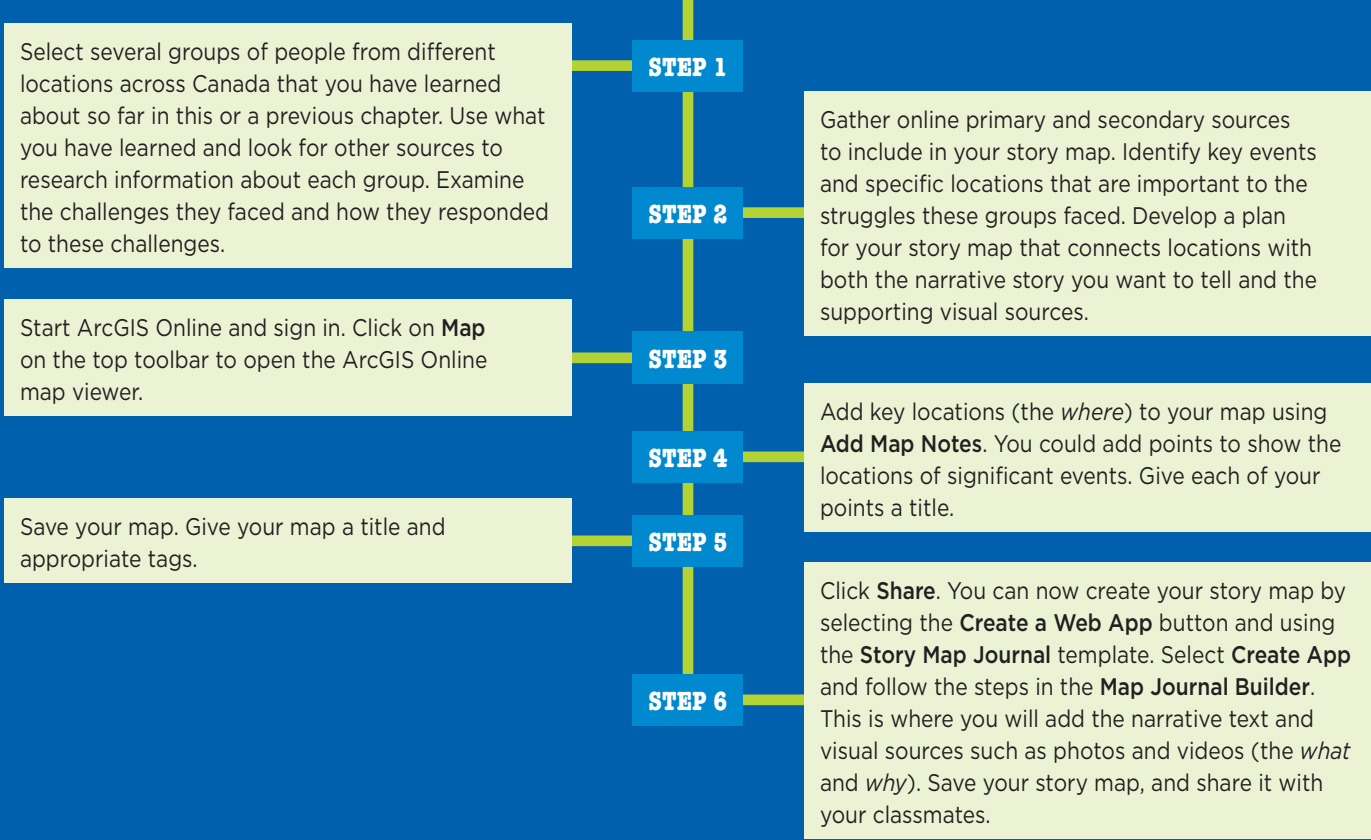 STEP 1
Select several groups of people from different
locations across Canada that you have learned
about so far in this or a previous chapter. Use what
you have learned and look for other sources to
research information about each group. Examine
the challenges they faced and how they responded
to these challenges.
STEP 2
Gather online primary and secondary sources
to include in your story map. Identify key events
and specific locations that are important to the
struggles these groups faced. Develop a plan
for your story map that connects locations with
both the narrative story you want to tell and the
supporting visual sources.
STEP 3
Start ArcGIS Online and sign in. Click on Map
on the top toolbar to open the ArcGIS Online
map viewer.
STEP 4
Add key locations (the where) to your map using
Add Map Notes. You could add points to show the
locations of significant events. Give each of your
points a title.
STEP 5
Save your map. Give your map a title and
appropriate tags.
STEP 6
Click Share. You can now create your story map by
selecting the Create a Web App button and using
the Story Map Journal template. Select Create App
and follow the steps in the Map Journal Builder.
This is where you will add the narrative text and
visual sources such as photos and videos (the what
and why). Save your story map, and share it with
your classmates.